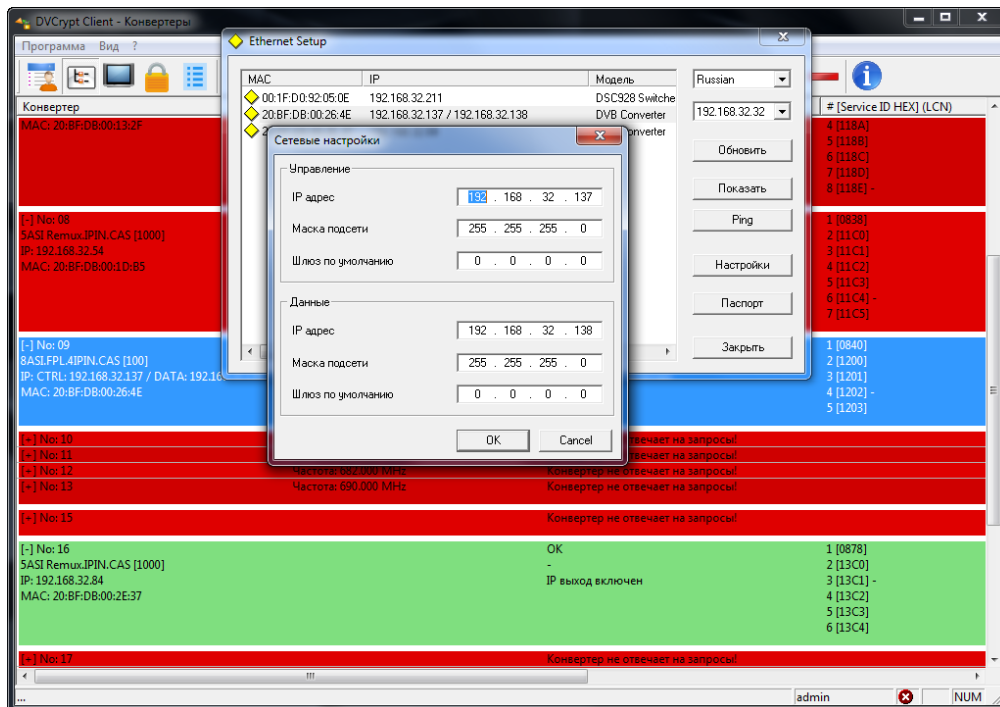 DVCrypt Client - Конвертеры
Программа Вид ?
Конвертер
# [Service ID HEX] (LCN)
MAC: 20:BF:DB:00:13:2F
4 [118A]
5 [118B]
6 [118C]
7 [118D]
8 [118E] -
[-] No: 08
5ASI Remux.IPIN.CAS [1000]
IP: 192.168.32.54
MAC: 20:BF:DB:00:1D:B5
1 [0838]
2 [11C0]
3 [11C1]
4 [11C2]
5 [11C3]
6 [11C4] -
7 [11C5]
[-] No: 09
8ASI.FPL.4IPIN.CAS [100]
IP: CTRL: 192.168.32.137 / DATA: 192.16
MAC: 20:BF:DB:00:26:4E
1 [0840]
2 [1200]
3 [1201]
4 [1202] -
5 [1203]
[+] No: 10
[+] No: 11
[+] No: 12
Частота: 682.000 MHz
Конвертер не отвечает на запросы!
[+] No: 13
Частота: 690.000 MHz
Конвертер не отвечает на запросы!
[+] No: 15
Конвертер не отвечает на запросы!
[-] No: 16
5ASI Remux.IPIN.CAS [1000]
IP: 192.168.32.84
MAC: 20:BF:DB:00:2E:37
OK
-
IP выход включен
1 [0878]
2 [13C0]
3 [13C1] -
4 [13C2]
5 [13C3]
6 [13C4]
[+] No: 17
Конвертер не отвечает на запросы!
...
admin
NUM
Ethernet Setup
MAC IP Модель
00:1F:D0:92:05:0E 192.168.32.211 DSC928 Switche
20:BF:DB:00:26:4E 192.168.32.137 / 192.168.32.138 DVB Converter
Russian
192.168.32.32
Обновить
Показать
Ping
Настройки
Паспорт
Закрыть
Сетевые настройки
Управление
IP адрес 192 . 168 . 32 . 137
Маска подсети 255 . 255 . 255 . 0
Шлюз по умолчанию 0 . 0 . 0 . 0
Данные
IP адрес 192 . 168 . 32 . 138
Маска подсети 255 . 255 . 255 . 0
Шлюз по умолчанию 0 . 0 . 0 . 0
OK
Cancel